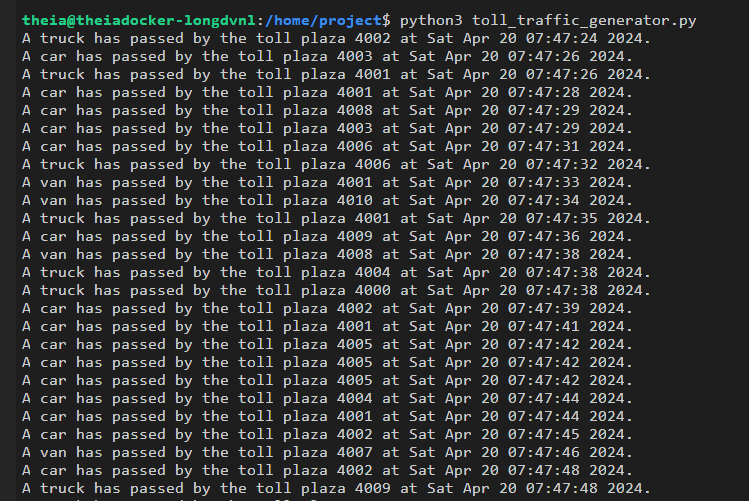 theia@theiadocker-longdvnl:/home/project$ python3 toll_traffic_generator.py
A truck has passed by the toll plaza 4002 at Sat Apr 20 07:47:24 2024.
A car has passed by the toll plaza 4003 at Sat Apr 20 07:47:26 2024.
A truck has passed by the toll plaza 4001 at Sat Apr 20 07:47:26 2024.
A car has passed by the toll plaza 4001 at Sat Apr 20 07:47:28 2024.
A car has passed by the toll plaza 4008 at Sat Apr 20 07:47:29 2024.
A car has passed by the toll plaza 4003 at Sat Apr 20 07:47:29 2024.
A car has passed by the toll plaza 4006 at Sat Apr 20 07:47:31 2024.
A truck has passed by the toll plaza 4006 at Sat Apr 20 07:47:32 2024.
A van has passed by the toll plaza 4001 at Sat Apr 20 07:47:33 2024.
A van has passed by the toll plaza 4010 at Sat Apr 20 07:47:34 2024.
A truck has passed by the toll plaza 4001 at Sat Apr 20 07:47:35 2024.
A car has passed by the toll plaza 4009 at Sat Apr 20 07:47:36 2024.
A van has passed by the toll plaza 4008 at Sat Apr 20 07:47:38 2024.
A truck has passed by the toll plaza 4004 at Sat Apr 20 07:47:38 2024.
A truck has passed by the toll plaza 4000 at Sat Apr 20 07:47:38 2024.
A car has passed by the toll plaza 4002 at Sat Apr 20 07:47:39 2024.
A car has passed by the toll plaza 4001 at Sat Apr 20 07:47:41 2024.
A car has passed by the toll plaza 4005 at Sat Apr 20 07:47:42 2024.
A car has passed by the toll plaza 4005 at Sat Apr 20 07:47:42 2024.
A car has passed by the toll plaza 4005 at Sat Apr 20 07:47:42 2024.
A car has passed by the toll plaza 4004 at Sat Apr 20 07:47:44 2024.
A car has passed by the toll plaza 4001 at Sat Apr 20 07:47:44 2024.
A car has passed by the toll plaza 4002 at Sat Apr 20 07:47:45 2024.
A van has passed by the toll plaza 4007 at Sat Apr 20 07:47:46 2024.
A car has passed by the toll plaza 4002 at Sat Apr 20 07:47:48 2024.
A truck has passed by the toll plaza 4009 at Sat Apr 20 07:47:48 2024.